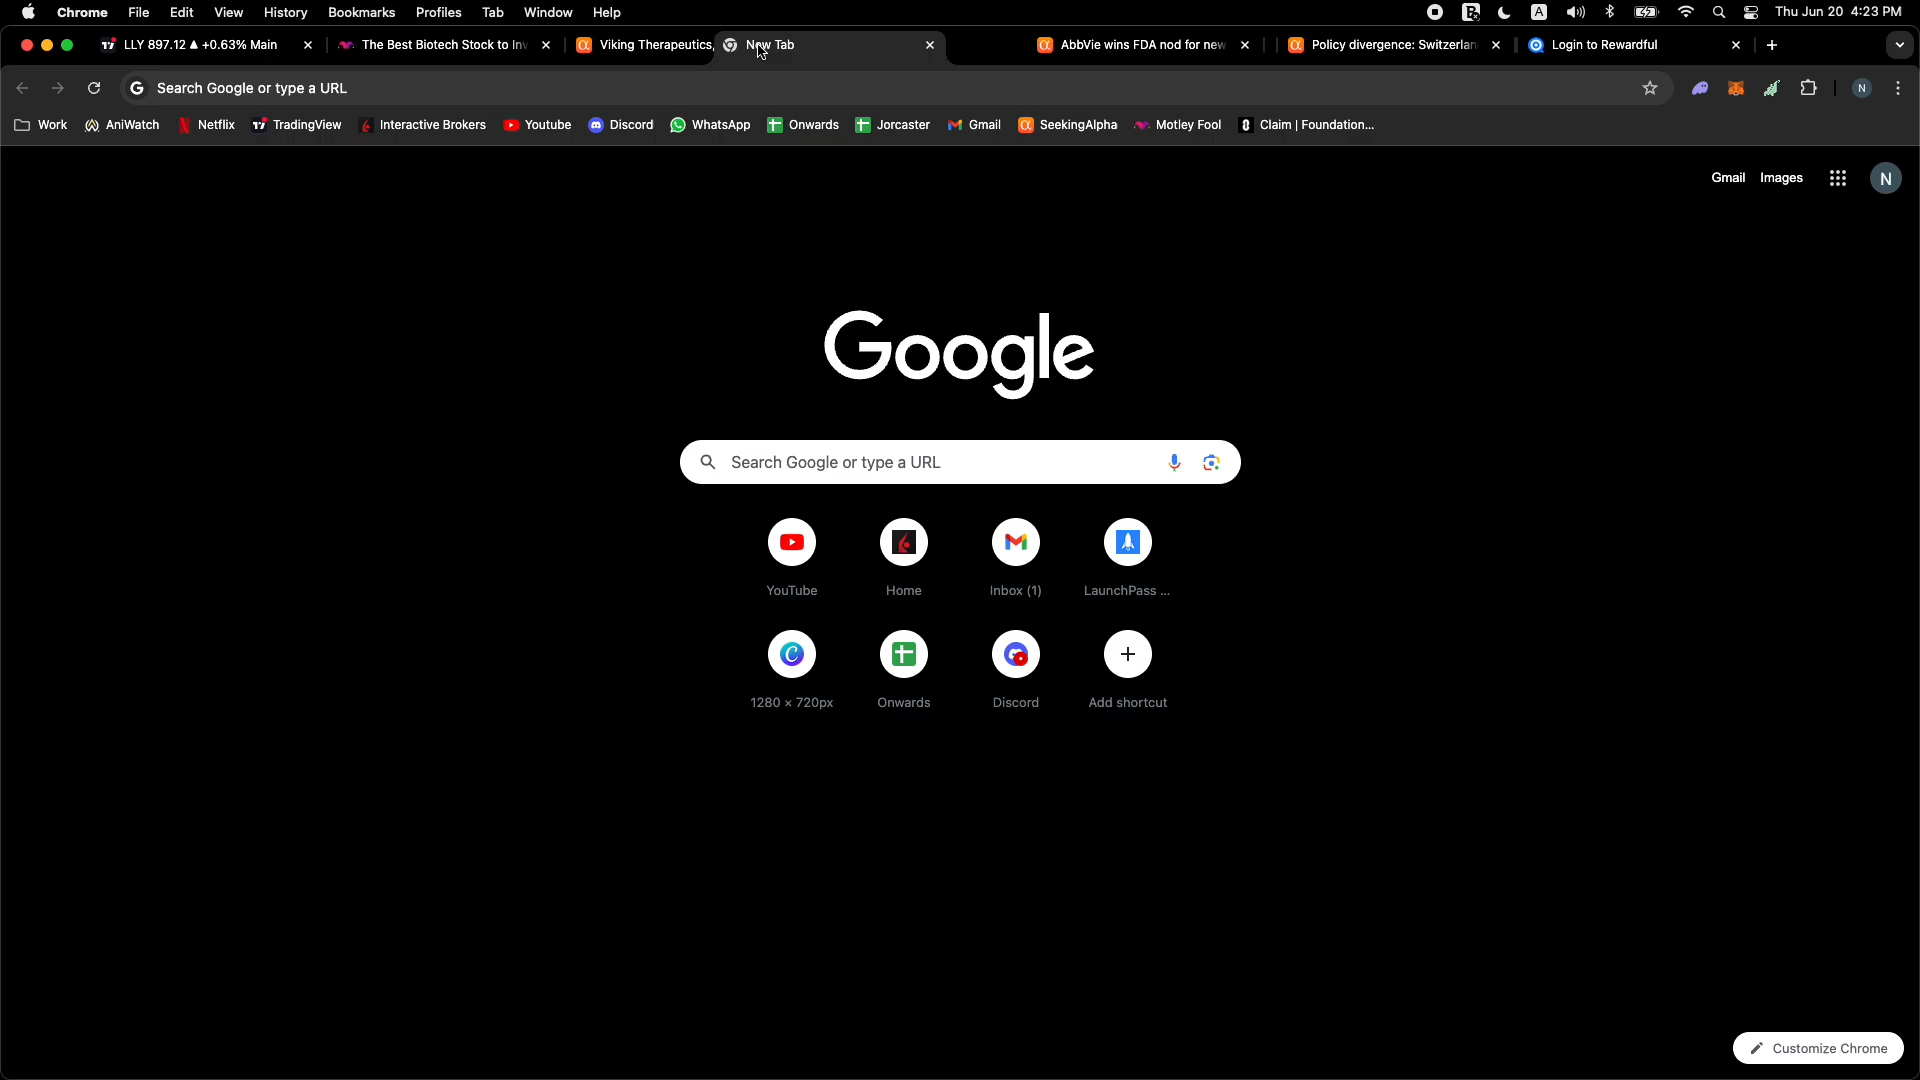 Chrome File Edit View History Bookmarks Profiles Tab Window Help A Thu Jun 20 4:23 PM
LLY 897.12 ▲ +0.63% Main The Best Biotech Stock to Inv Viking Therapeutics, New Tab AbbVie wins FDA nod for new Policy divergence: Switzerlan Login to Rewardful
Search Google or type a URL N
Work AniWatch Netflix TradingView Interactive Brokers Youtube Discord WhatsApp Onwards Jorcaster Gmail SeekingAlpha Motley Fool Claim | Foundation...
Gmail Images N
Google
Search Google or type a URL
YouTube Home Inbox (1) LaunchPass ...
1280 × 720px Onwards Discord Add shortcut
Customize Chrome